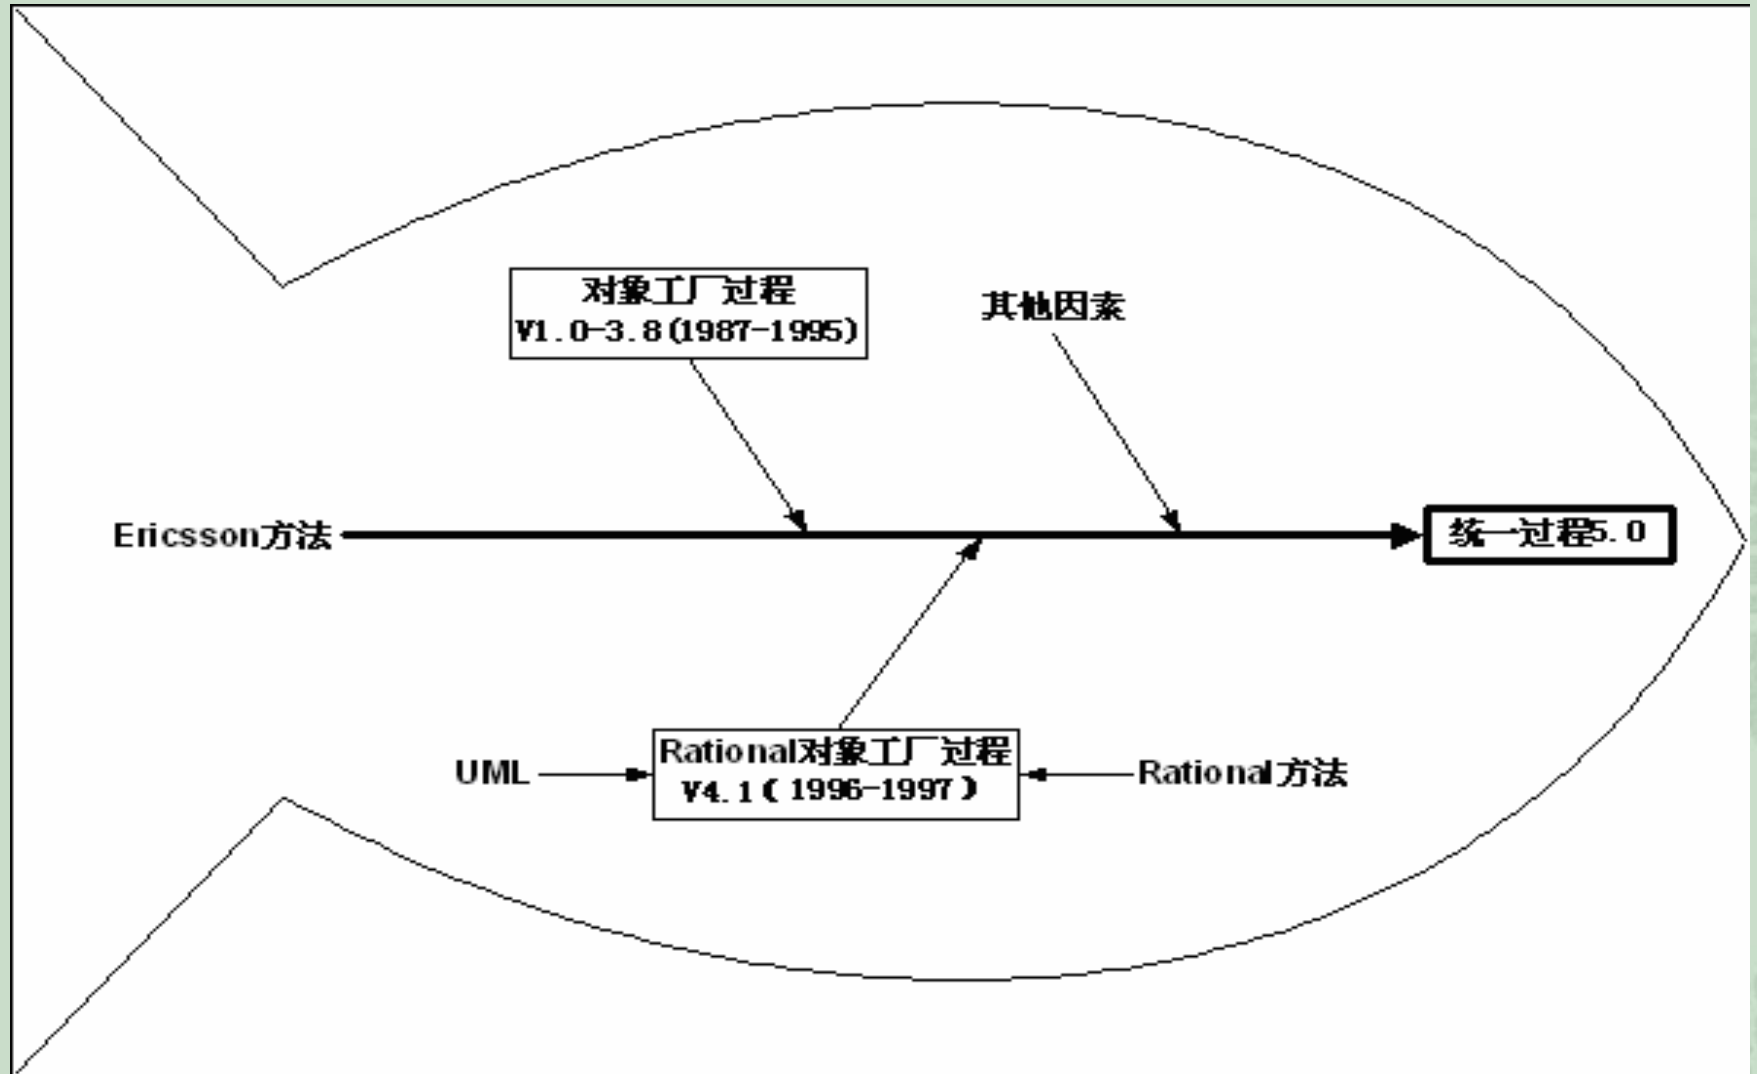 对象工厂过程
V1.0-3.8(1987-1995)
其他因素
Ericsson方法
统一过程5.0
UML
Rational对象工厂过程
V4.1( 1996-1997 )
Rational方法